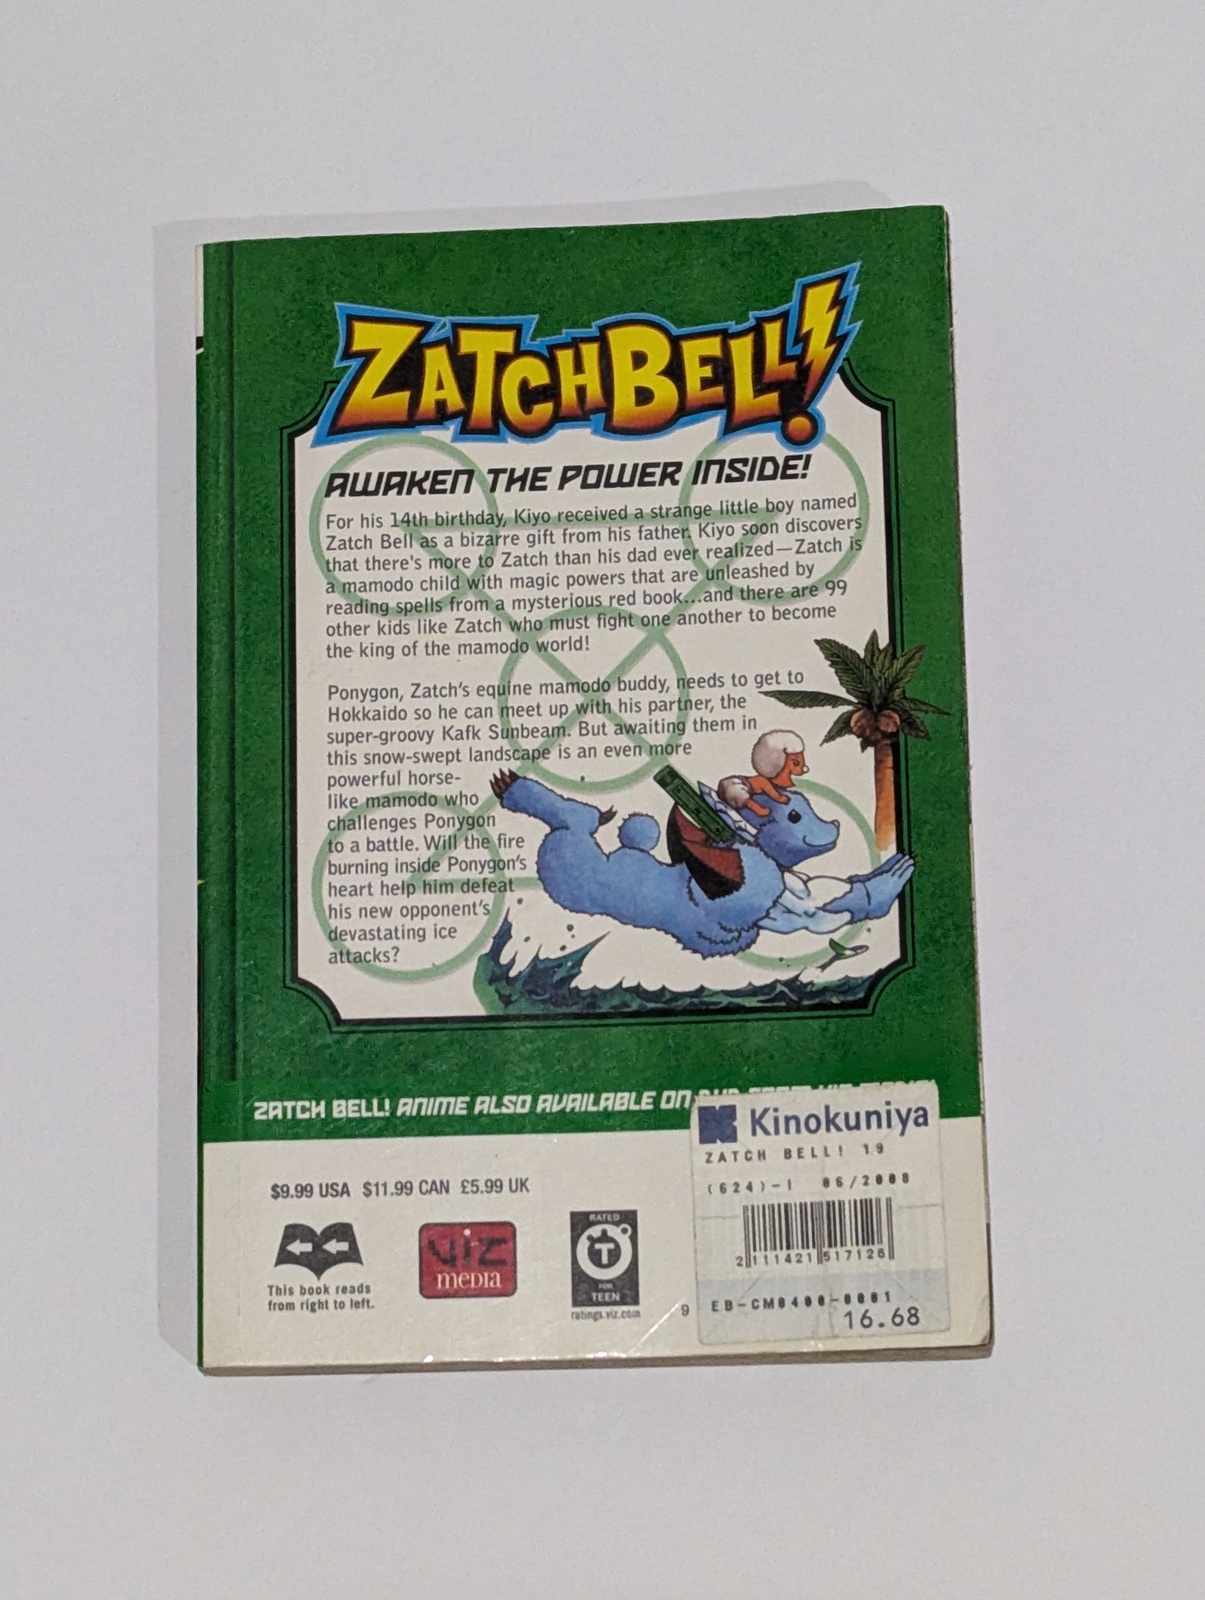 ZATCHBELL!
AWAKEN THE POWER INSIDE!
For his 14th birthday, Kiyo received a strange little boy named
Zatch Bell as a bizarre gift from his father. Kiyo soon discovers
that there's more to Zatch than his dad ever realized—Zatch is
a mamodo child with magic powers that are unleashed by
reading spells from a mysterious red book...and there are 99
other kids like Zatch who must fight one another to become
the king of the mamodo world!
Ponygon, Zatch's equine mamodo buddy, needs to get to
Hokkaido so he can meet up with his partner, the
super-groovy Kafk Sunbeam. But awaiting them in
this snow-swept landscape is an even more
powerful horse-
like mamodo who
challenges Ponygon
to a battle. Will the fire
burning inside Ponygon's
heart help him defeat
his new opponent's
devastating ice
attacks?
ZATCH BELL! ANIME ALSO AVAILABLE ON
Kinokuniya
ZATCH BELL! 19
(624)-1 06/2008
2 111421 517126
EB-CM0400-0001
16.68
$9.99 USA $11.99 CAN £5.99 UK
This book reads
from right to left.
viz
media
RATED
T
FOR
TEEN
ratings.viz.com
9